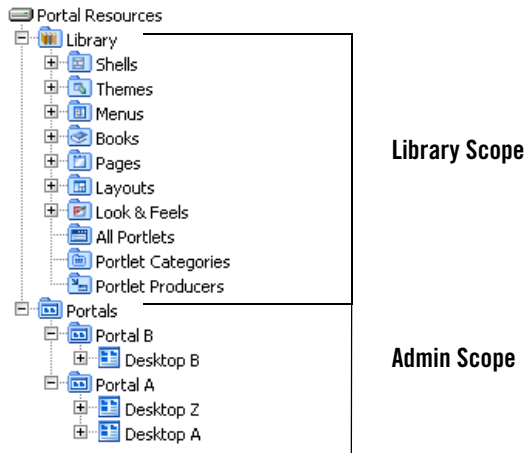 Portal Resources
Library
Shells
Themes
Menus
Books
Pages
Layouts
Look & Feels
All Portlets
Portlet Categories
Portlet Producers
Library Scope
Portals
Portal B
Desktop B
Portal A
Desktop Z
Desktop A
Admin Scope